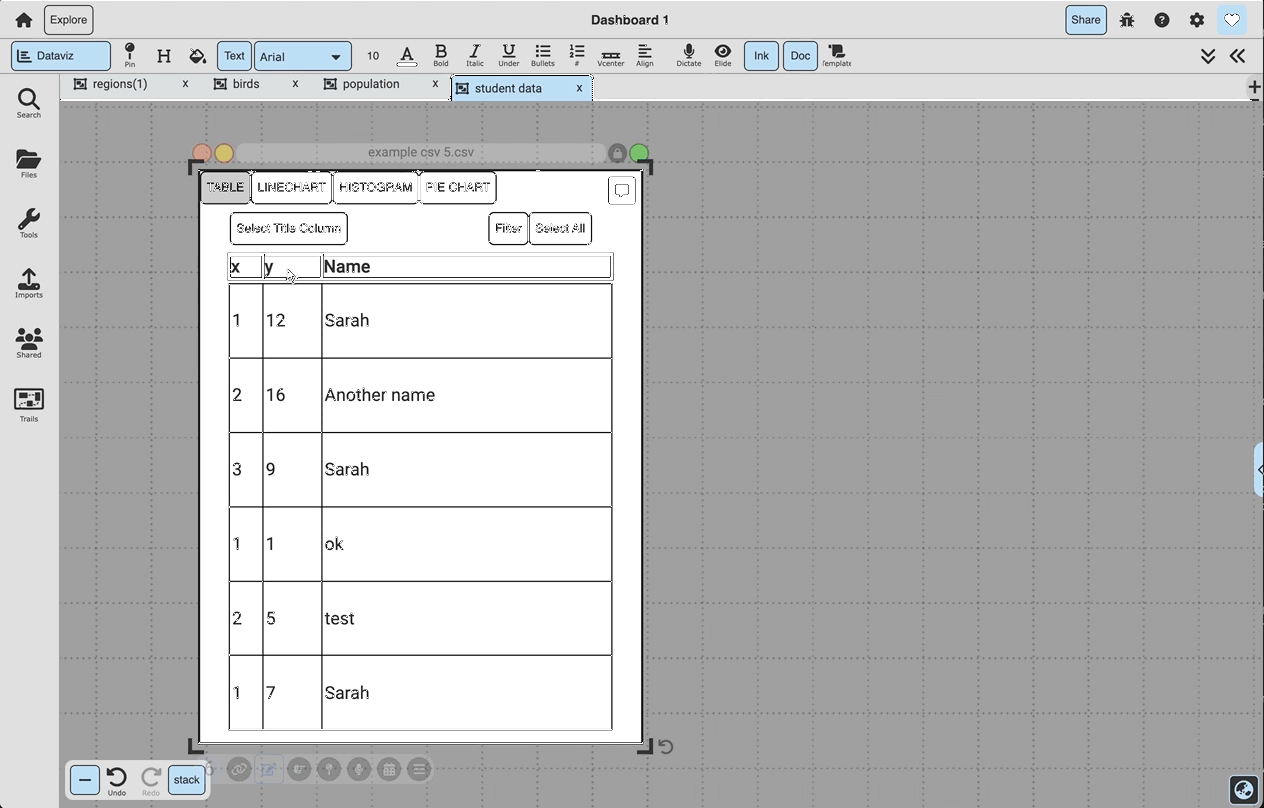 Explore
Dashboard 1
Share
Dataviz
Pin
H
Text
Arial
10
A
B
Bold
I
Italic
U
Under
Bullets
#
Vcenter
Align
Dictate
Elide
Ink
Doc
Template
regions(1) x
birds x
population x
student data x
Search
Files
Tools
Imports
Shared
Trails
example csv 5.csv
TABLE LINECHART HISTOGRAM PIE CHART
Select Title Column Filter Select All
x y Name
1 12 Sarah
2 16 Another name
3 9 Sarah
1 1 ok
2 5 test
1 7 Sarah
Undo
Redo
stack